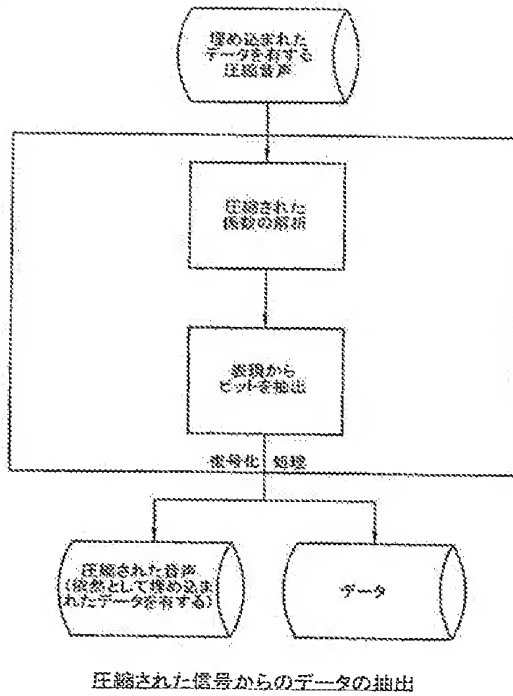 埋め込まれた
データを有する
圧縮音声
圧縮された
係数の解析
表現から
ビットを抽出
復号化 処理
圧縮された音声
(依然として埋め込ま
れたデータを有する)
データ
圧縮された信号からのデータの抽出